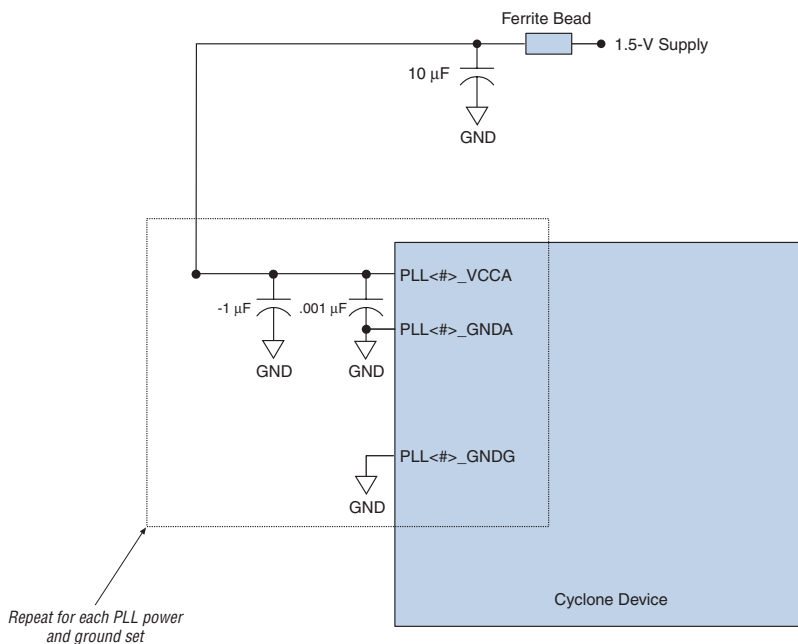 Ferrite Bead
1.5-V Supply
10 µF
GND
PLL<#>_VCCA
-1 µF
.001 µF
PLL<#>_GNDA
GND
GND
PLL<#>_GNDG
GND
Cyclone Device
Repeat for each PLL power
and ground set